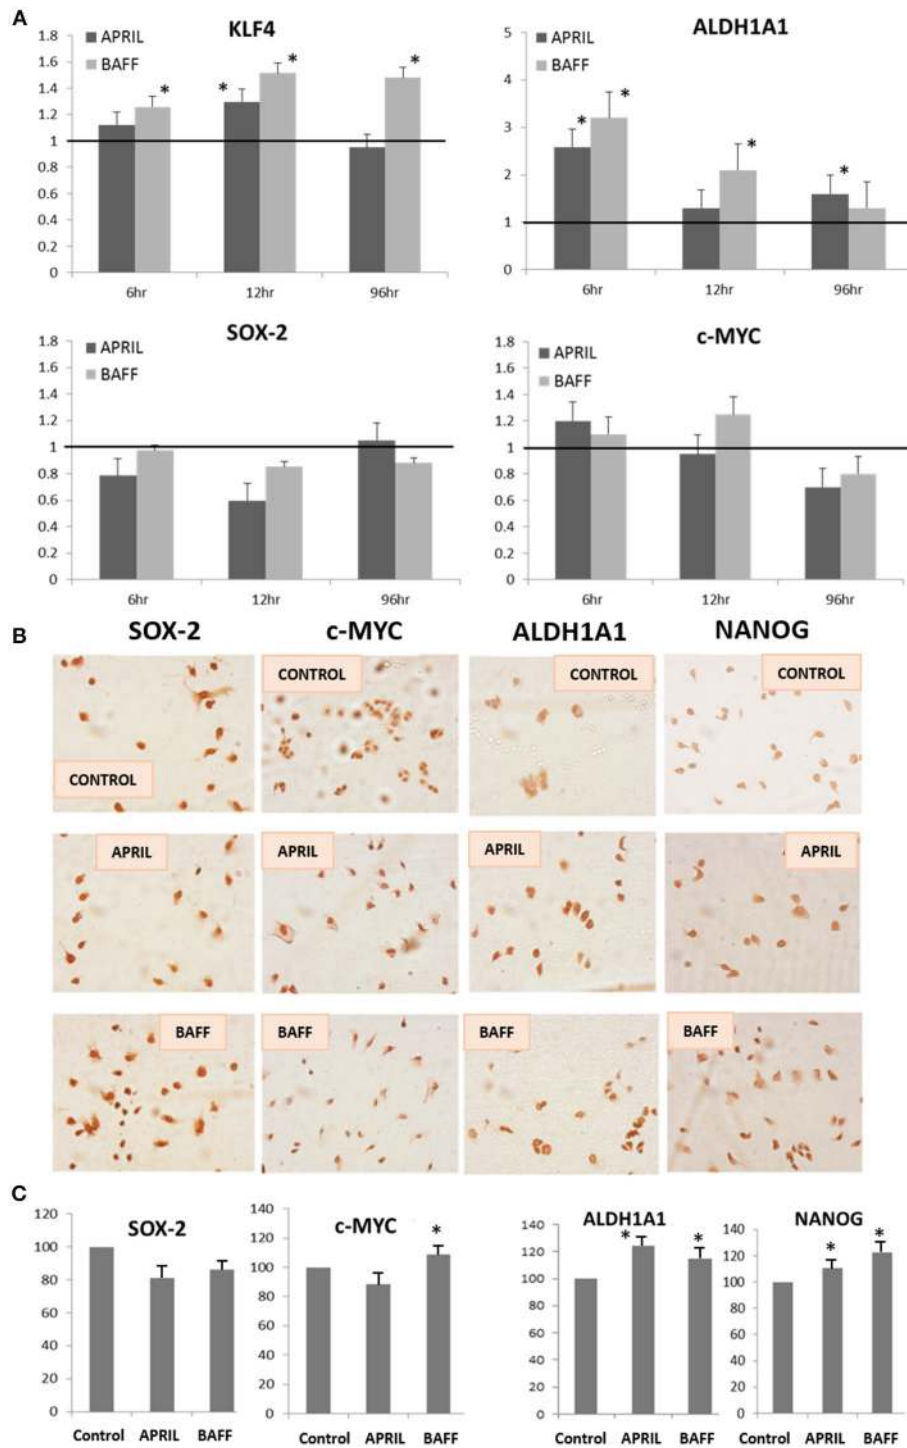 A
KLF4
APRIL
BAFF
1.8
1.6
1.4
1.2
1
0.8
0.6
0.4
0.2
0
* * * *
6hr 12hr 96hr
ALDH1A1
APRIL
BAFF
5
4
3
2
1
0
* * * *
6hr 12hr 96hr
SOX-2
APRIL
BAFF
1.8
1.6
1.4
1.2
1
0.8
0.6
0.4
0.2
0
6hr 12hr 96hr
c-MYC
APRIL
BAFF
1.8
1.6
1.4
1.2
1
0.8
0.6
0.4
0.2
0
6hr 12hr 96hr
B
SOX-2 c-MYC ALDH1A1 NANOG
CONTROL CONTROL CONTROL CONTROL
APRIL APRIL APRIL APRIL
BAFF BAFF BAFF BAFF
C
SOX-2
120
100
80
60
40
20
0
Control APRIL BAFF
c-MYC
140
120
100
80
60
40
20
0
*
Control APRIL BAFF
ALDH1A1
140
120
100
80
60
40
20
0
* *
Control APRIL BAFF
NANOG
140
120
100
80
60
40
20
0
* *
Control APRIL BAFF